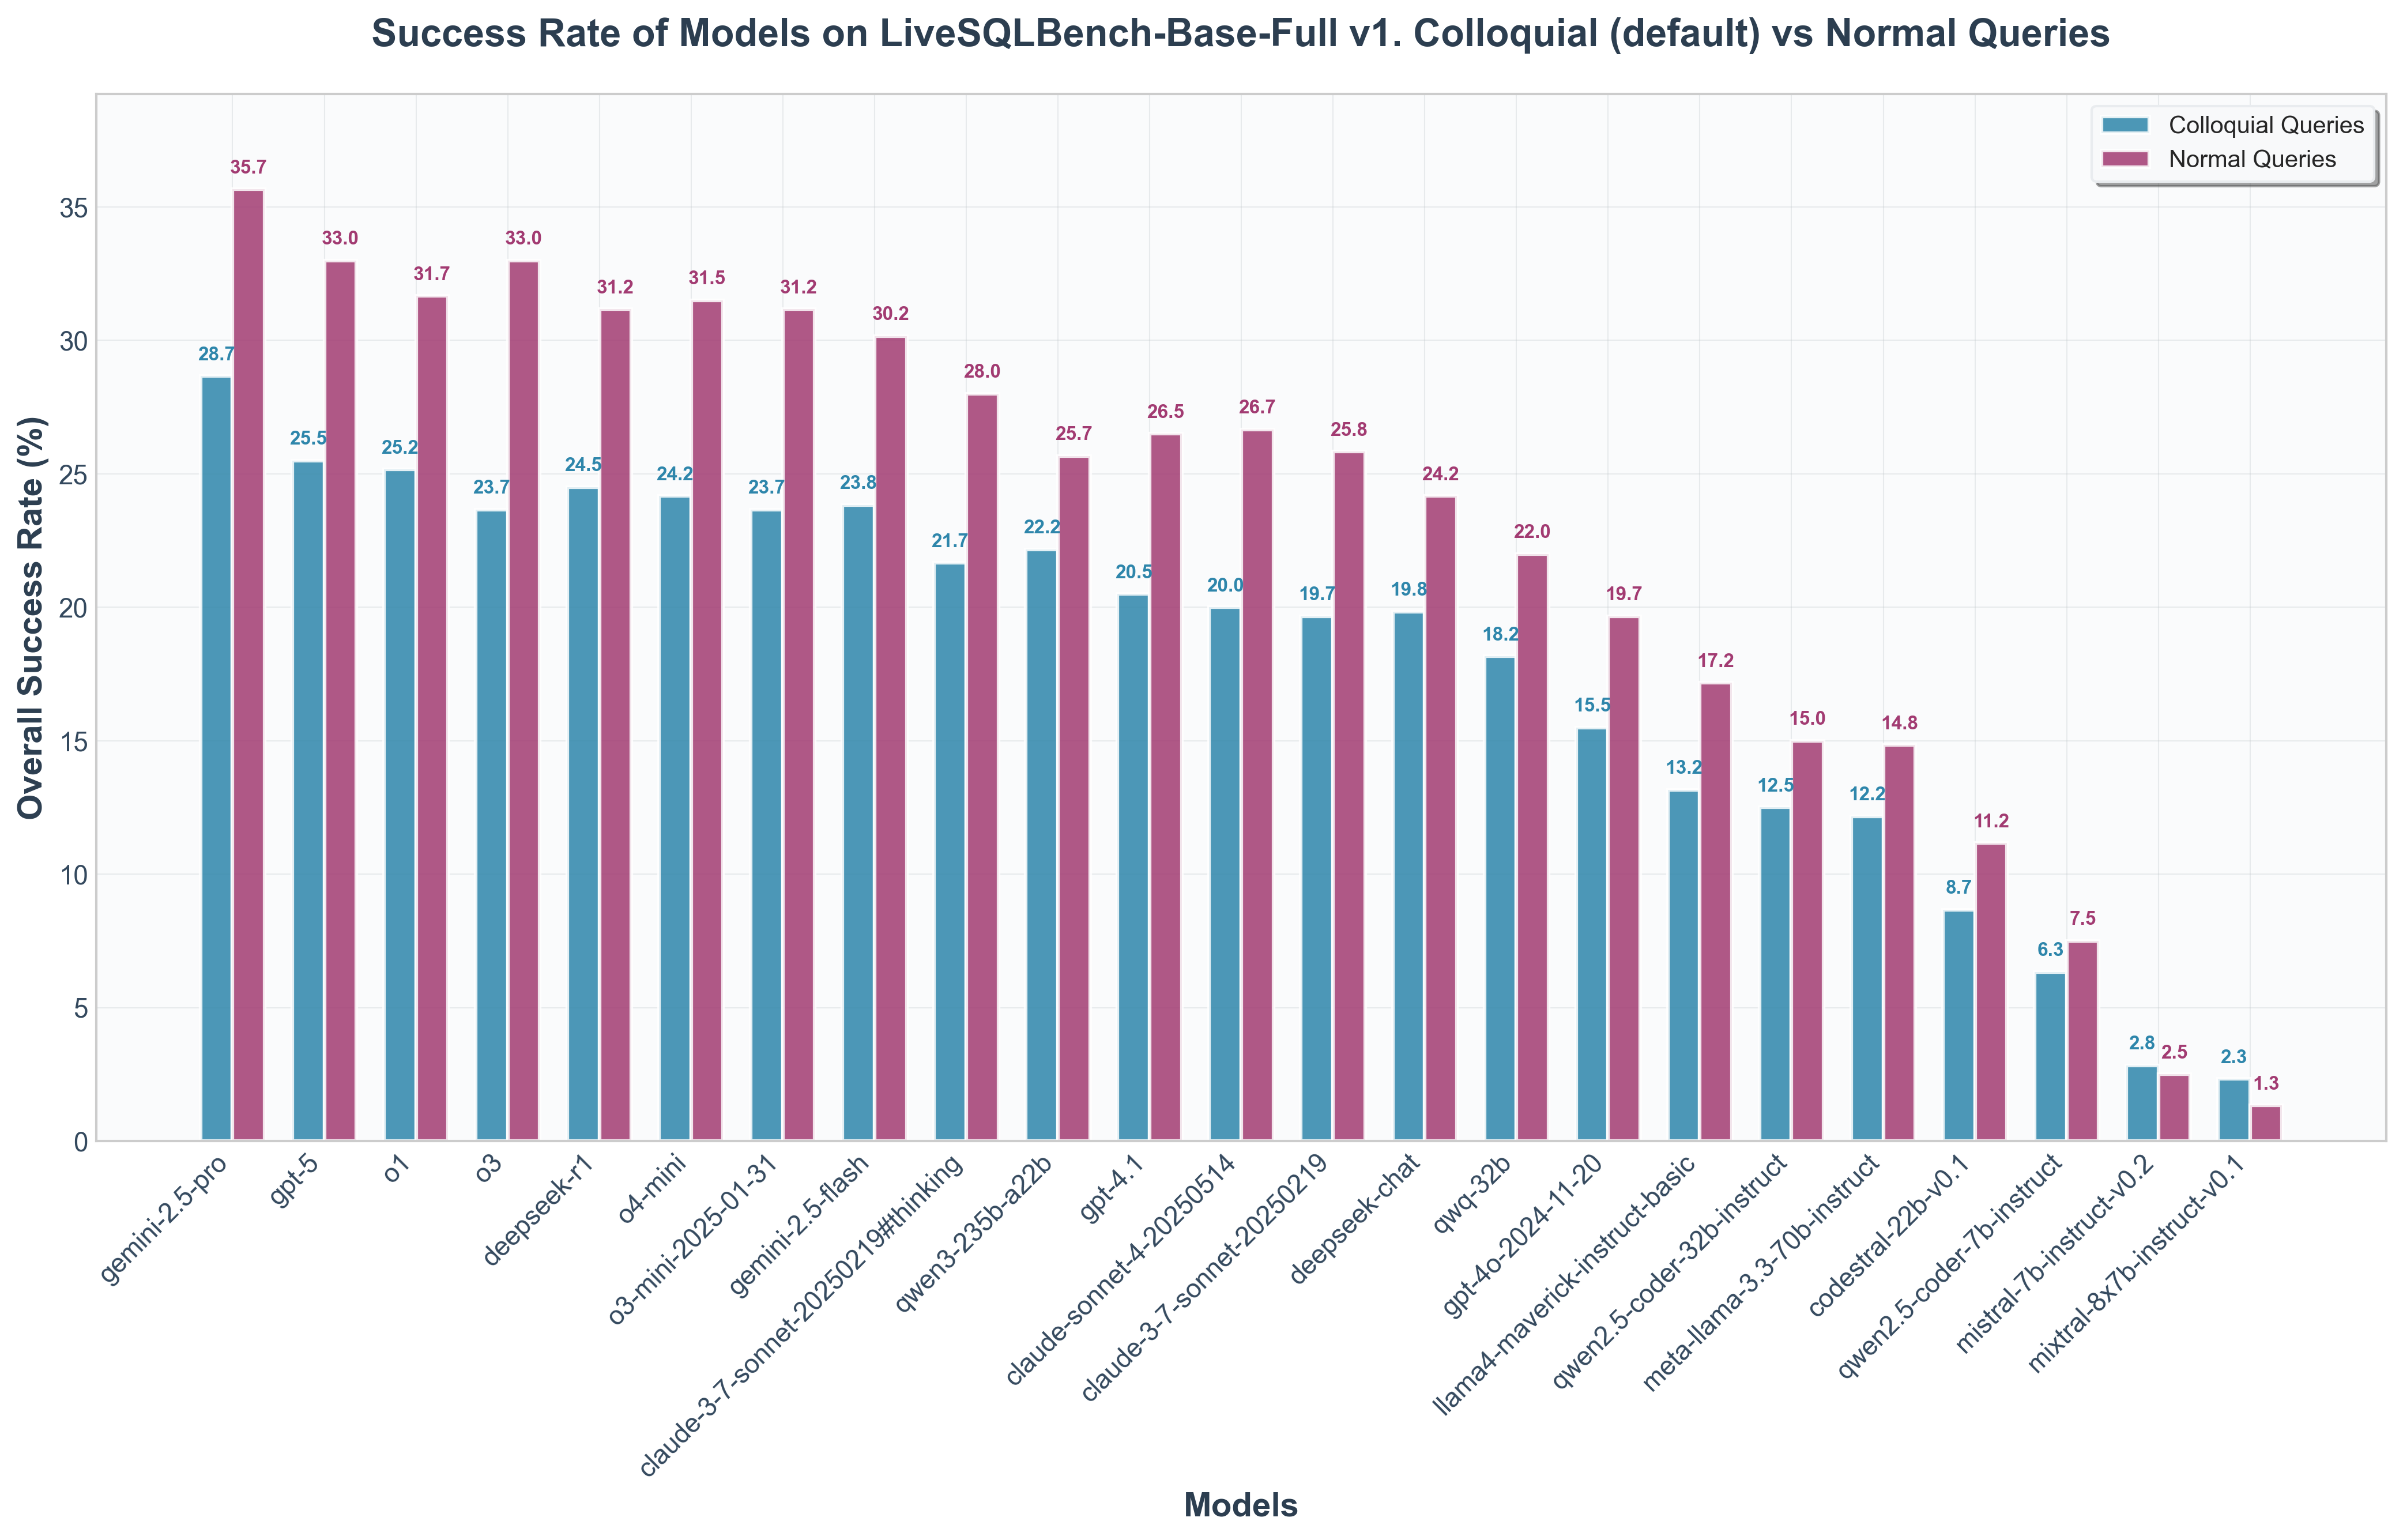 Success Rate of Models on LiveSQLBench-Base-Full v1. Colloquial (default) vs Normal Queries
Colloquial Queries
Normal Queries
Overall Success Rate (%)
35
30
25
20
15
10
5
0
28.7
35.7
25.5
33.0
25.2
31.7
23.7
33.0
24.5
31.2
24.2
31.5
23.7
31.2
23.8
30.2
21.7
28.0
22.2
25.7
20.5
26.5
20.0
26.7
19.7
25.8
19.8
24.2
18.2
22.0
15.5
19.7
13.2
17.2
12.5
15.0
12.2
14.8
8.7
11.2
6.3
7.5
2.8
2.5
2.3
1.3
gemini-2.5-pro
gpt-5
o1
o3
deepseek-r1
o4-mini
o3-mini-2025-01-31
gemini-2.5-flash
claude-3-7-sonnet-20250219#thinking
qwen3-235b-a22b
gpt-4.1
claude-sonnet-4-20250514
claude-3-7-sonnet-20250219
deepseek-chat
qwq-32b
gpt-4o-2024-11-20
llama4-maverick-instruct-basic
qwen2.5-coder-32b-instruct
meta-llama-3.3-70b-instruct
codestral-22b-v0.1
qwen2.5-coder-7b-instruct
mistral-7b-instruct-v0.2
mixtral-8x7b-instruct-v0.1
Models